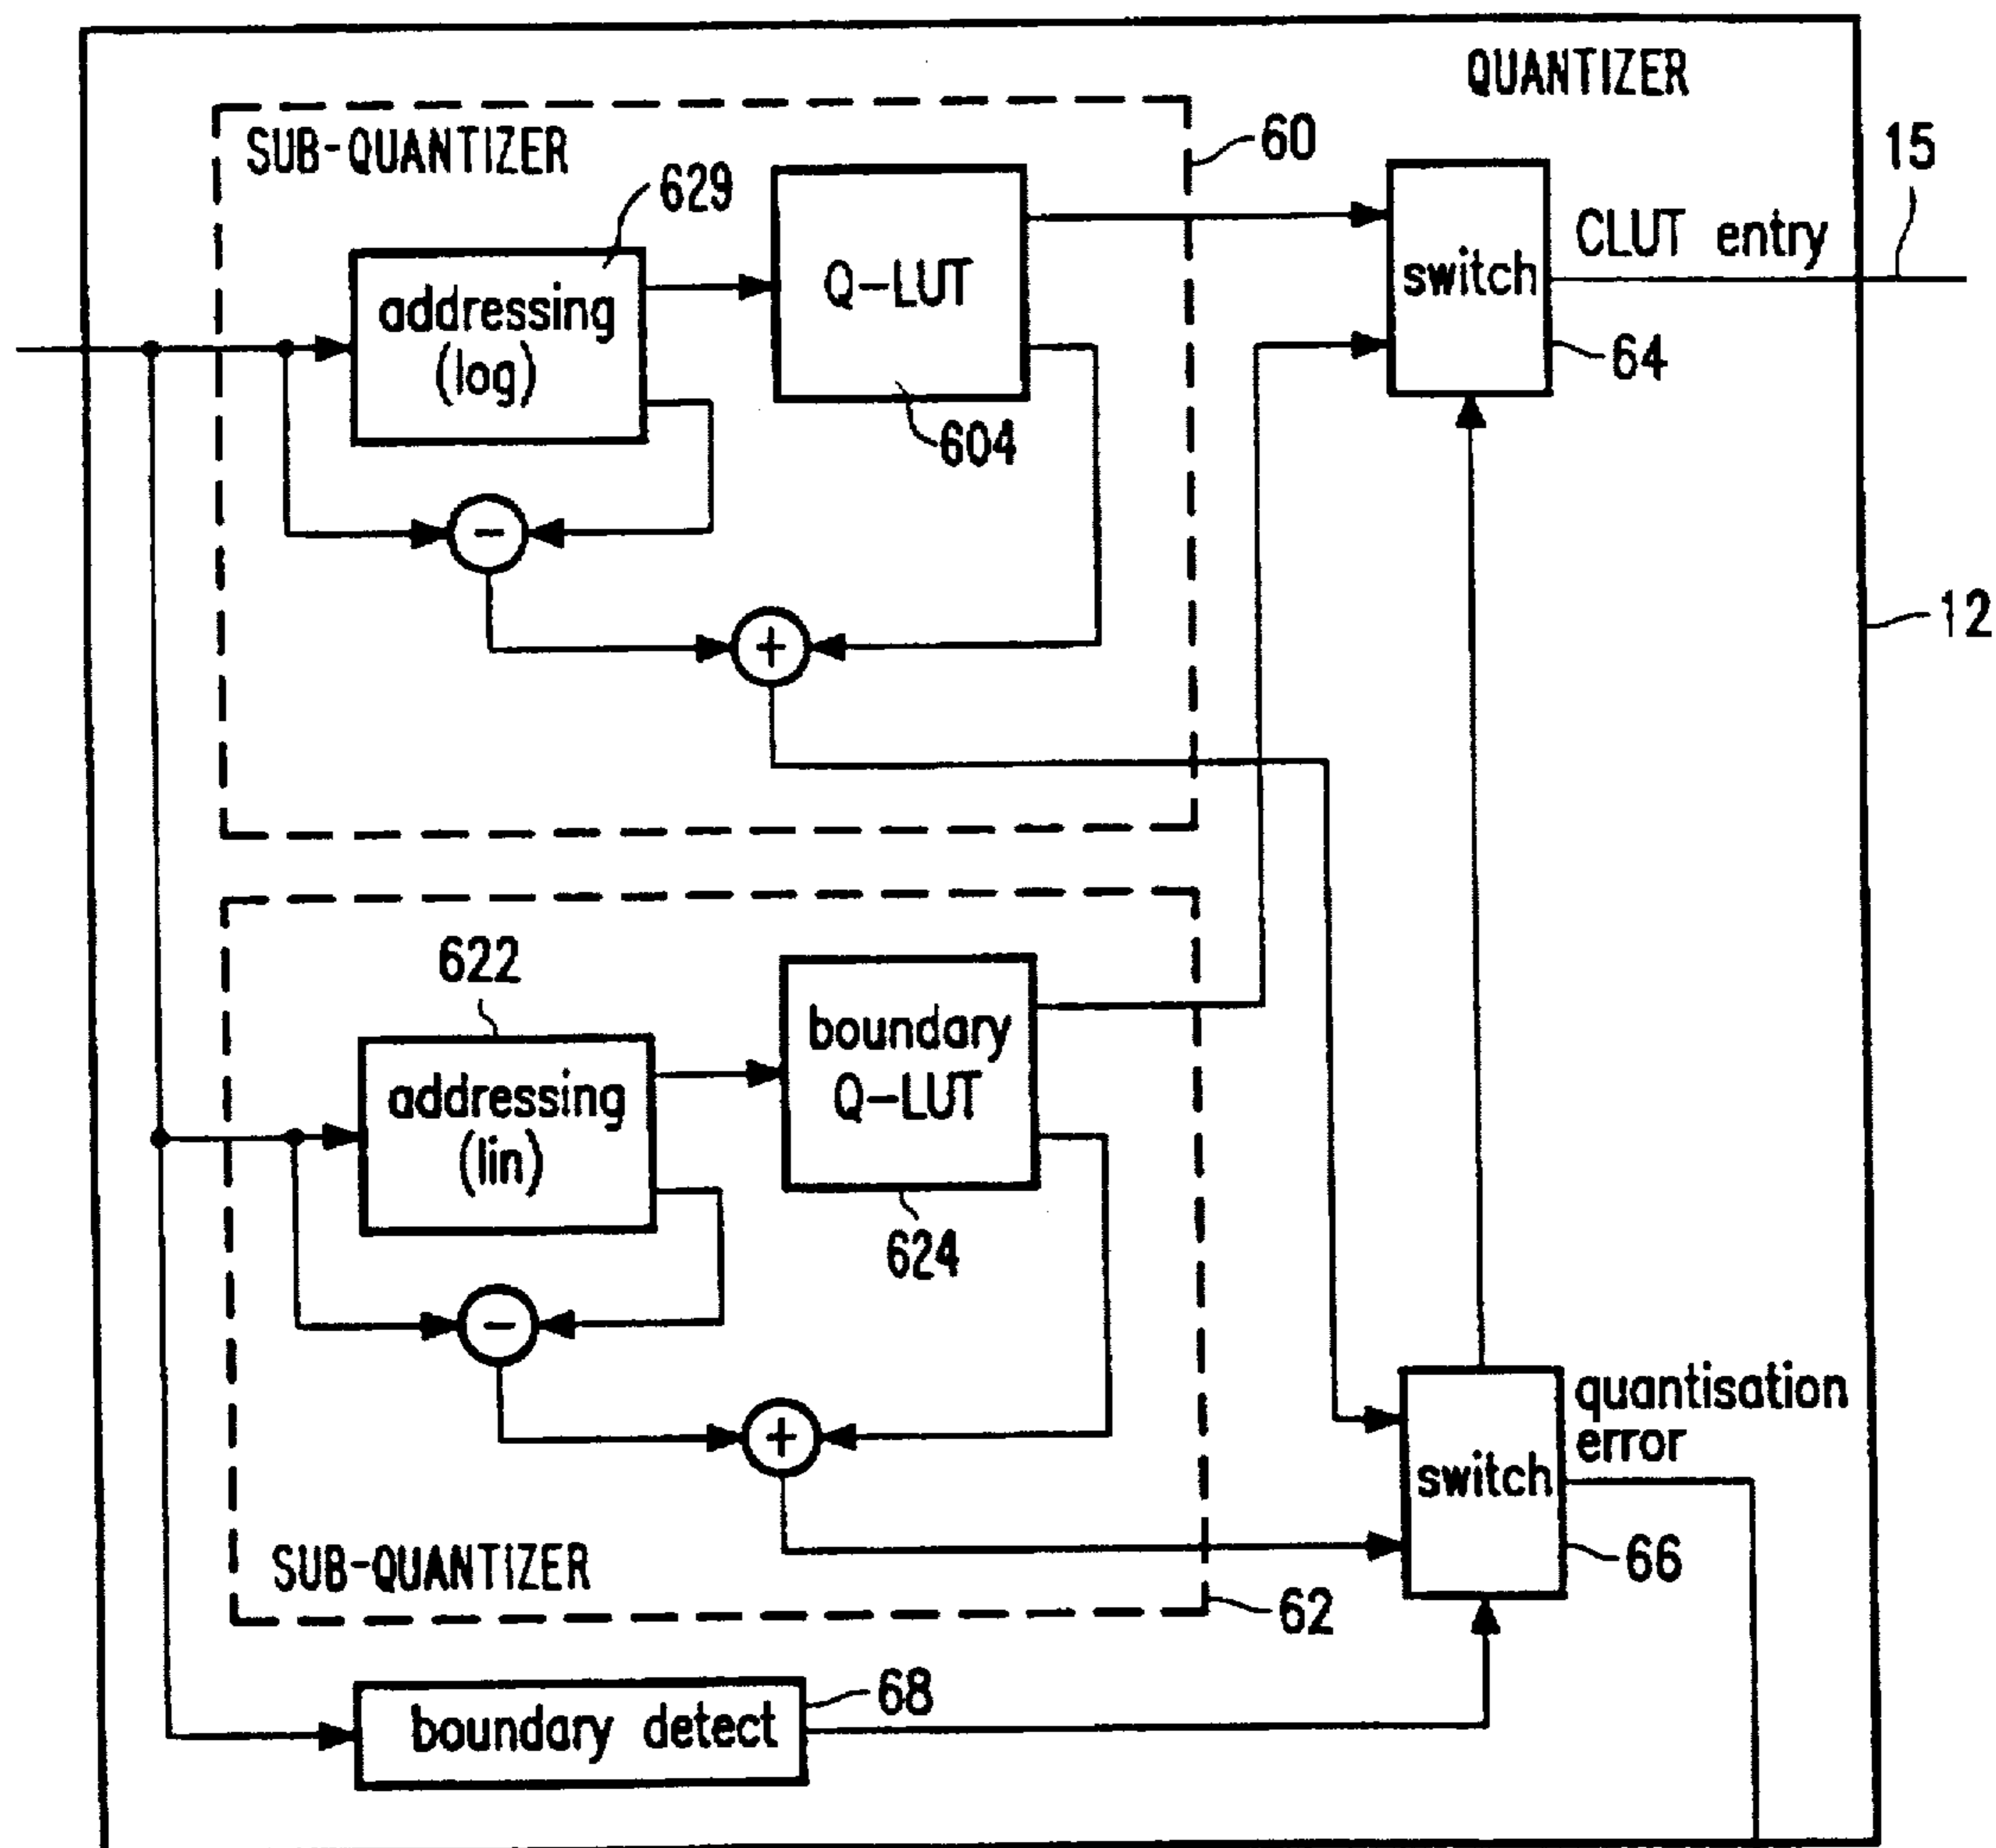 QUANTIZER
SUB-QUANTIZER
60
15
629
Q-LUT
CLUT entry
switch
addressing
(log)
64
604
−
12
+
622
boundary
Q-LUT
addressing
(lin)
624
−
quantisation
error
+
switch
66
SUB-QUANTIZER
62
68
boundary detect